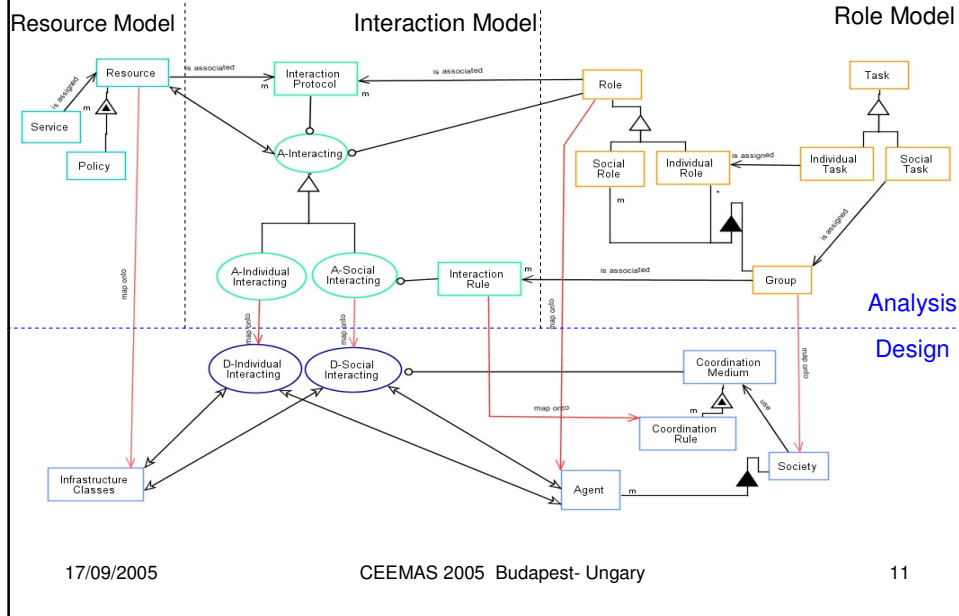 Resource Model
Interaction Model
Role Model
Resource
is associated
m
Interaction
Protocol
m
is associated
Role
Task
is assigned
m
Service
Policy
A-Interacting
Social
Role
m
Individual
Role
*
is assigned
Individual
Task
Social
Task
is assigned
map onto
A-Individual
Interacting
A-Social
Interacting
Interaction
Rule
m
is associated
Group
map onto
Analysis
map onto
map onto
map onto
Design
D-Individual
Interacting
D-Social
Interacting
Coordination
Medium
map onto
m
use
Coordination
Rule
Infrastructure
Classes
Agent
m
Society
17/09/2005
CEEMAS 2005 Budapest- Ungary
11